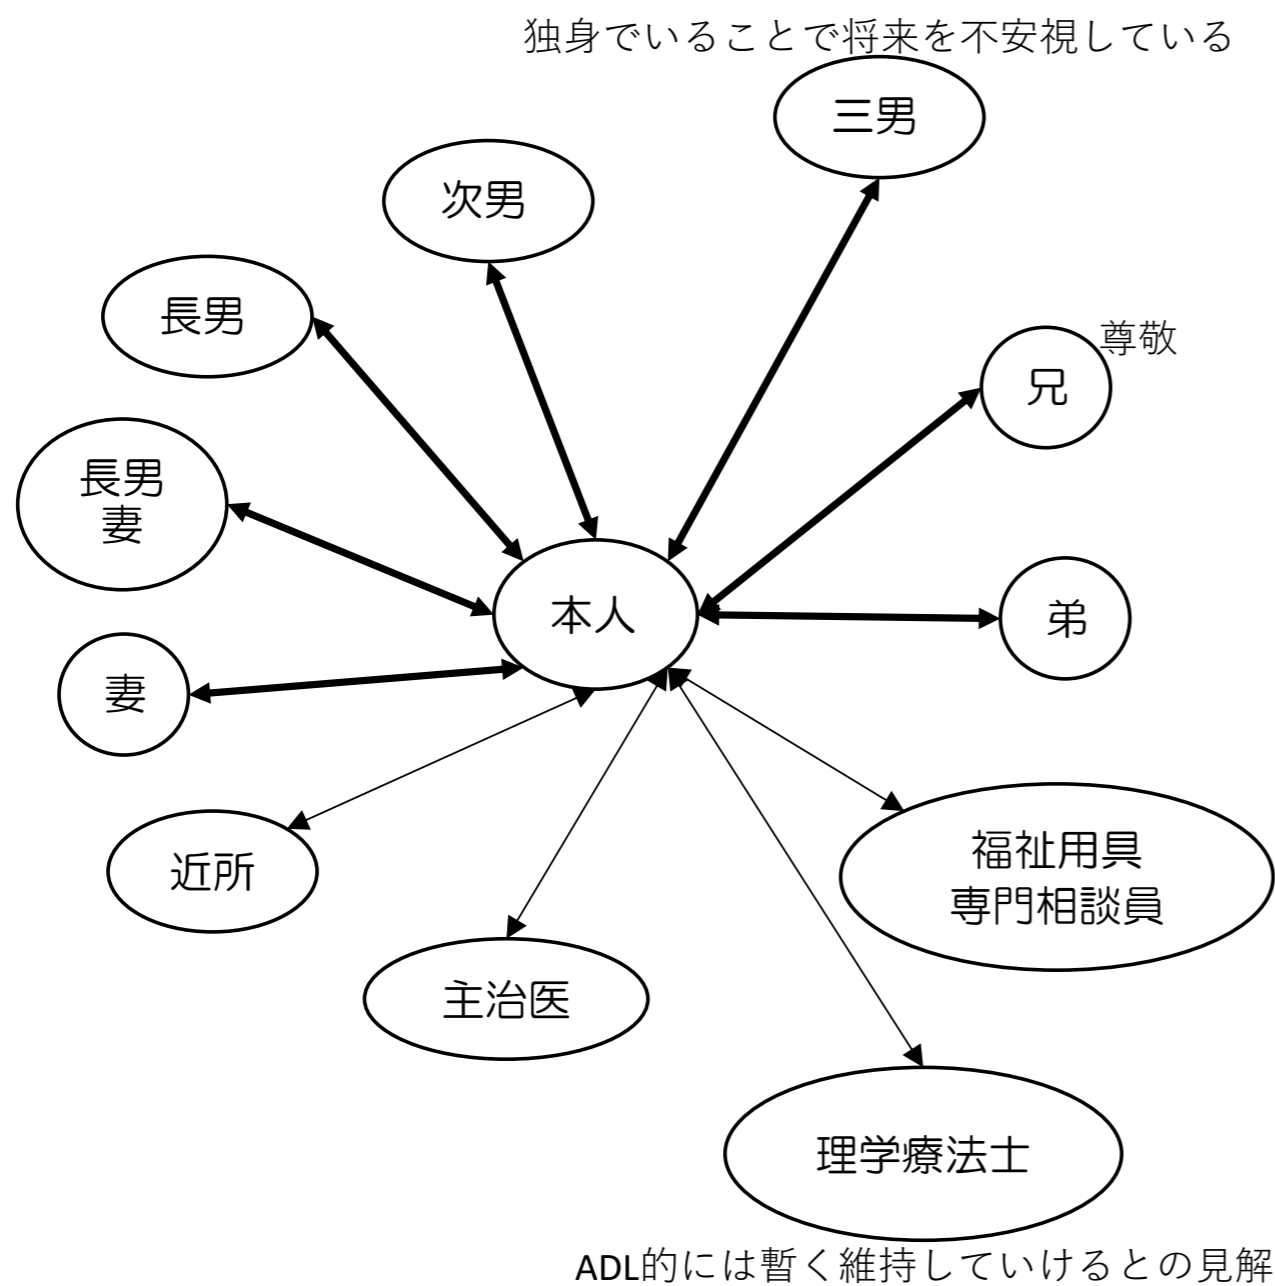 独身でいることで将来を不安視している
三男
次男
長男
尊敬
兄
長男
妻
本人
弟
妻
近所
福祉用具
専門相談員
主治医
理学療法士
ADL的には暫く維持していけるとの見解